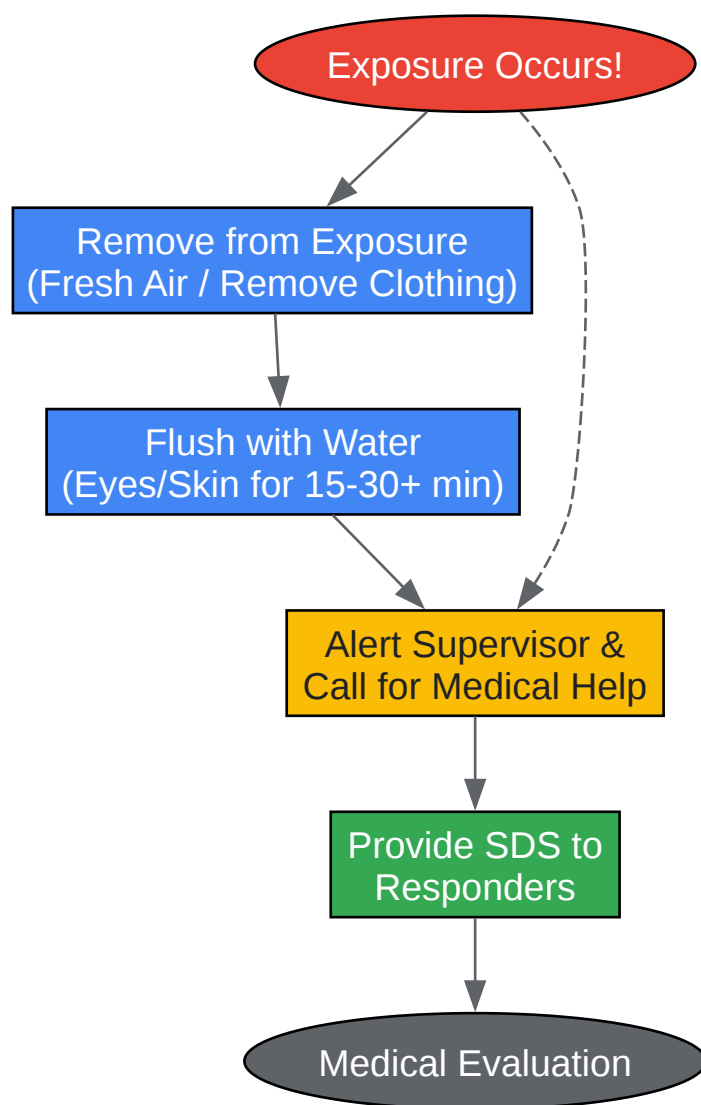 Exposure Occurs!
Remove from Exposure
(Fresh Air / Remove Clothing)
Flush with Water
(Eyes/Skin for 15-30+ min)
Alert Supervisor &
Call for Medical Help
Provide SDS to
Responders
Medical Evaluation